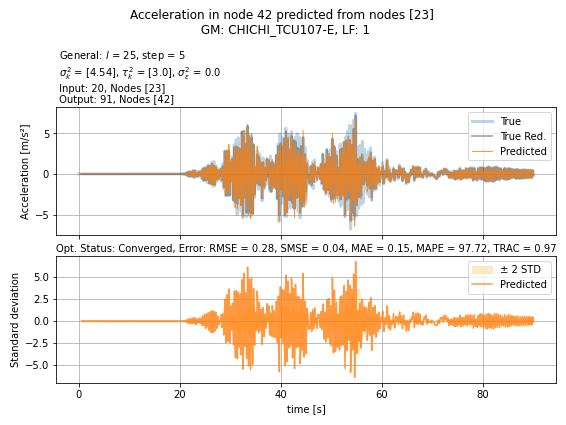 Acceleration in node 42 predicted from nodes [23]
GM: CHICHI_TCU107-E, LF: 1
General: l = 25, step = 5
σ²ₖ = [4.54], τ²ₖ = [3.0], σ²ε = 0.0
Input: 20, Nodes [23]
Output: 91, Nodes [42]
True
True Red.
Predicted
Acceleration [m/s²]
5
0
−5
Opt. Status: Converged, Error: RMSE = 0.28, SMSE = 0.04, MAE = 0.15, MAPE = 97.72, TRAC = 0.97
± 2 STD
Predicted
Standard deviation
5.0
2.5
0.0
−2.5
−5.0
0 20 40 60 80
time [s]